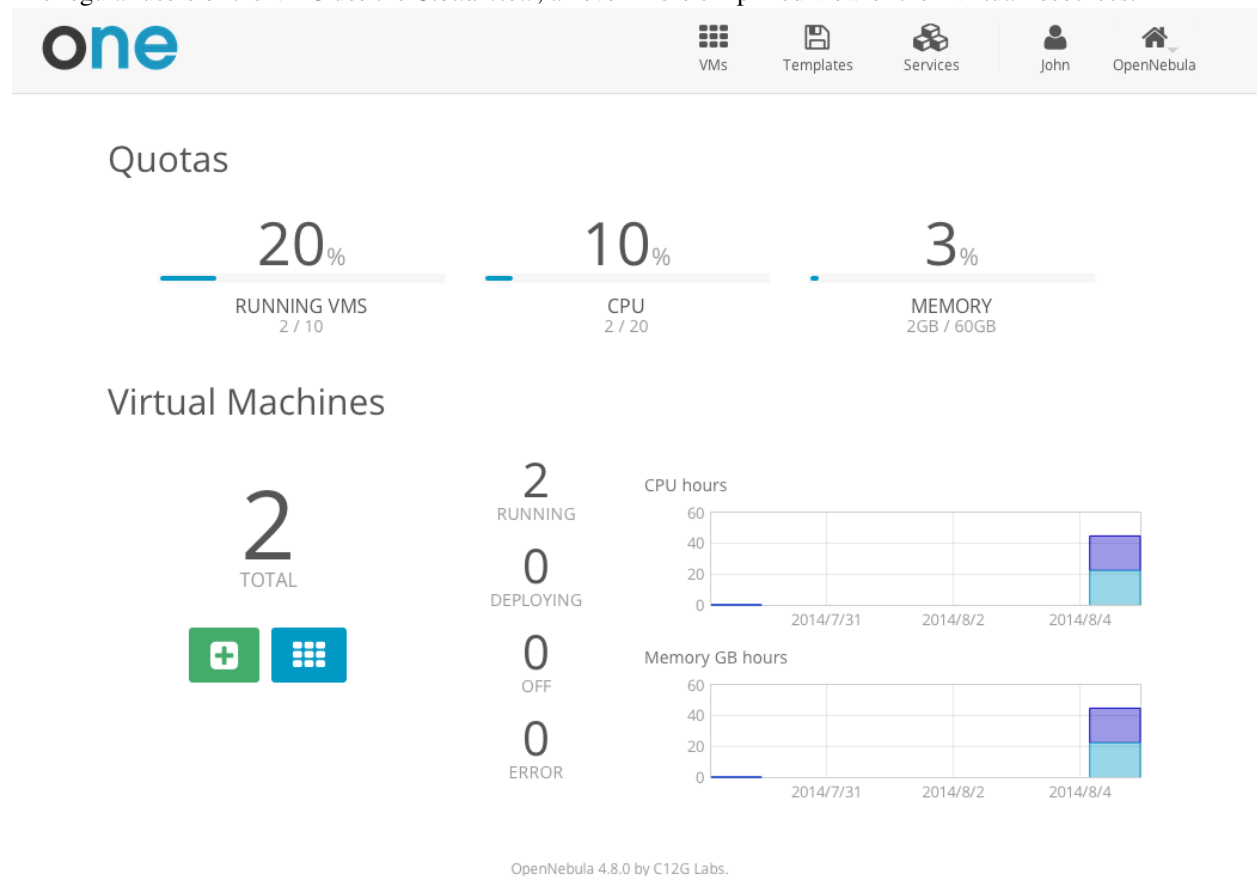 one
VMs Templates Services John OpenNebula
Quotas
20% 10% 3%
RUNNING VMS CPU MEMORY
2 / 10 2 / 20 2GB / 60GB
Virtual Machines
2
TOTAL
2
RUNNING
0
DEPLOYING
0
OFF
0
ERROR
CPU hours
60
40
20
0
2014/7/31 2014/8/2 2014/8/4
Memory GB hours
60
40
20
0
2014/7/31 2014/8/2 2014/8/4
OpenNebula 4.8.0 by C12G Labs.